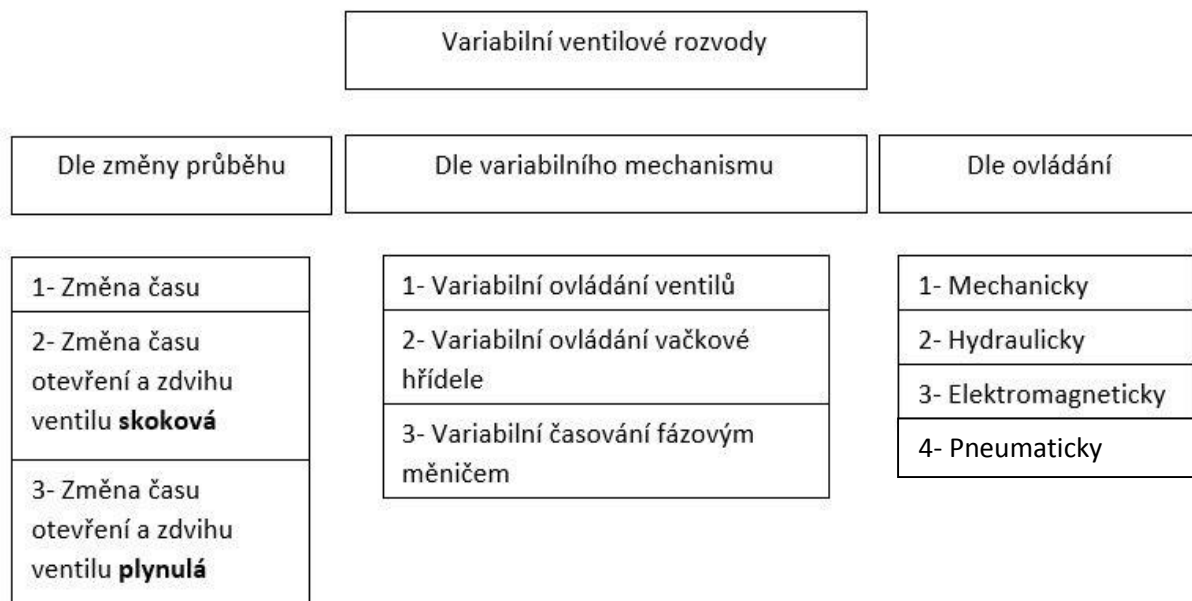 Variabilní ventilové rozvody
Dle změny průběhu
Dle variabilního mechanismu
Dle ovládání
1- Změna času
2- Změna času
otevření a zdvihu
ventilu skoková
3- Změna času
otevření a zdvihu
ventilu plynulá
1- Variabilní ovládání ventilů
2- Variabilní ovládání vačkové
hřídele
3- Variabilní časování fázovým
měničem
1- Mechanicky
2- Hydraulicky
3- Elektromagneticky
4- Pneumaticky